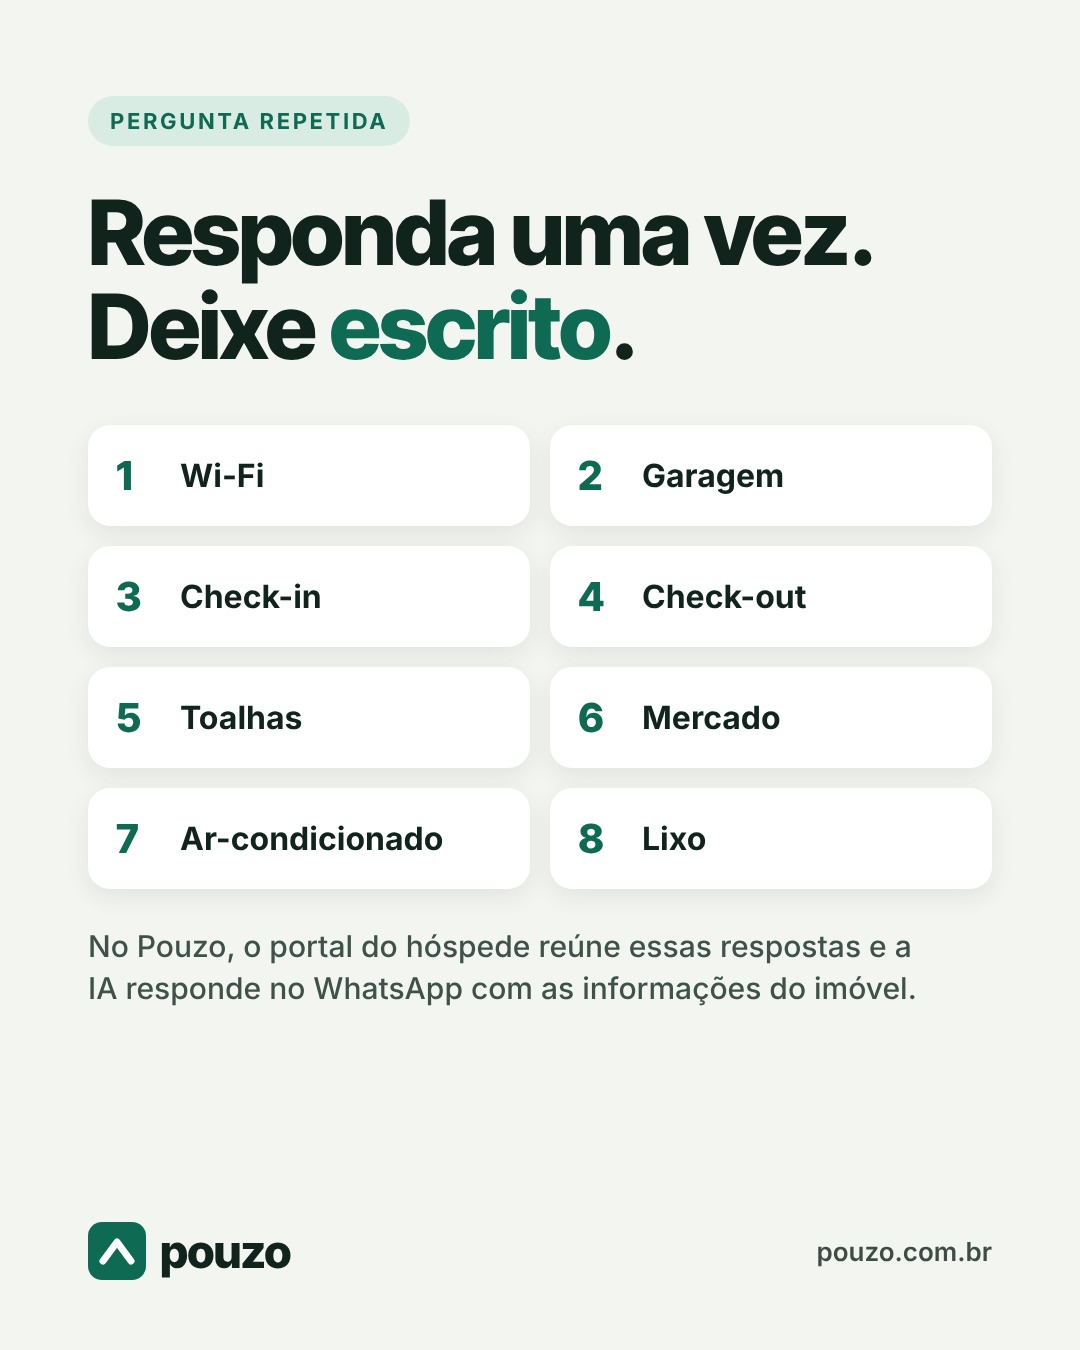 PERGUNTA REPETIDA
Responda uma vez.
Deixe escrito.
1 Wi-Fi
2 Garagem
3 Check-in
4 Check-out
5 Toalhas
6 Mercado
7 Ar-condicionado
8 Lixo
No Pouzo, o portal do hóspede reúne essas respostas e a
IA responde no WhatsApp com as informações do imóvel.
pouzo
pouzo.com.br